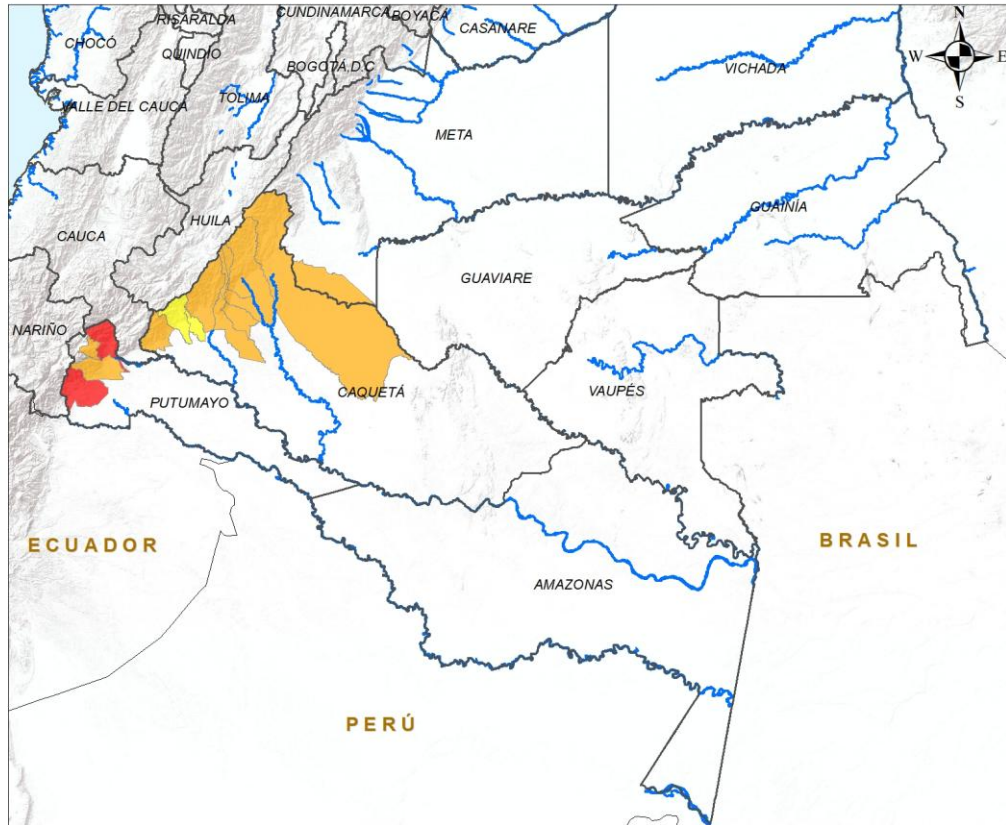 CUNDINAMARCA
BOYACÁ
RISARALDA
CASANARE
N
CHOCÓ
QUINDÍO
BOGOTÁ D.C
VICHADA
W
E
VALLE DEL CAUCA
TOLIMA
S
META
HUILA
GUAINÍA
CAUCA
GUAVIARE
NARIÑO
CAQUETÁ
VAUPÉS
PUTUMAYO
ECUADOR
BRASIL
AMAZONAS
PERÚ